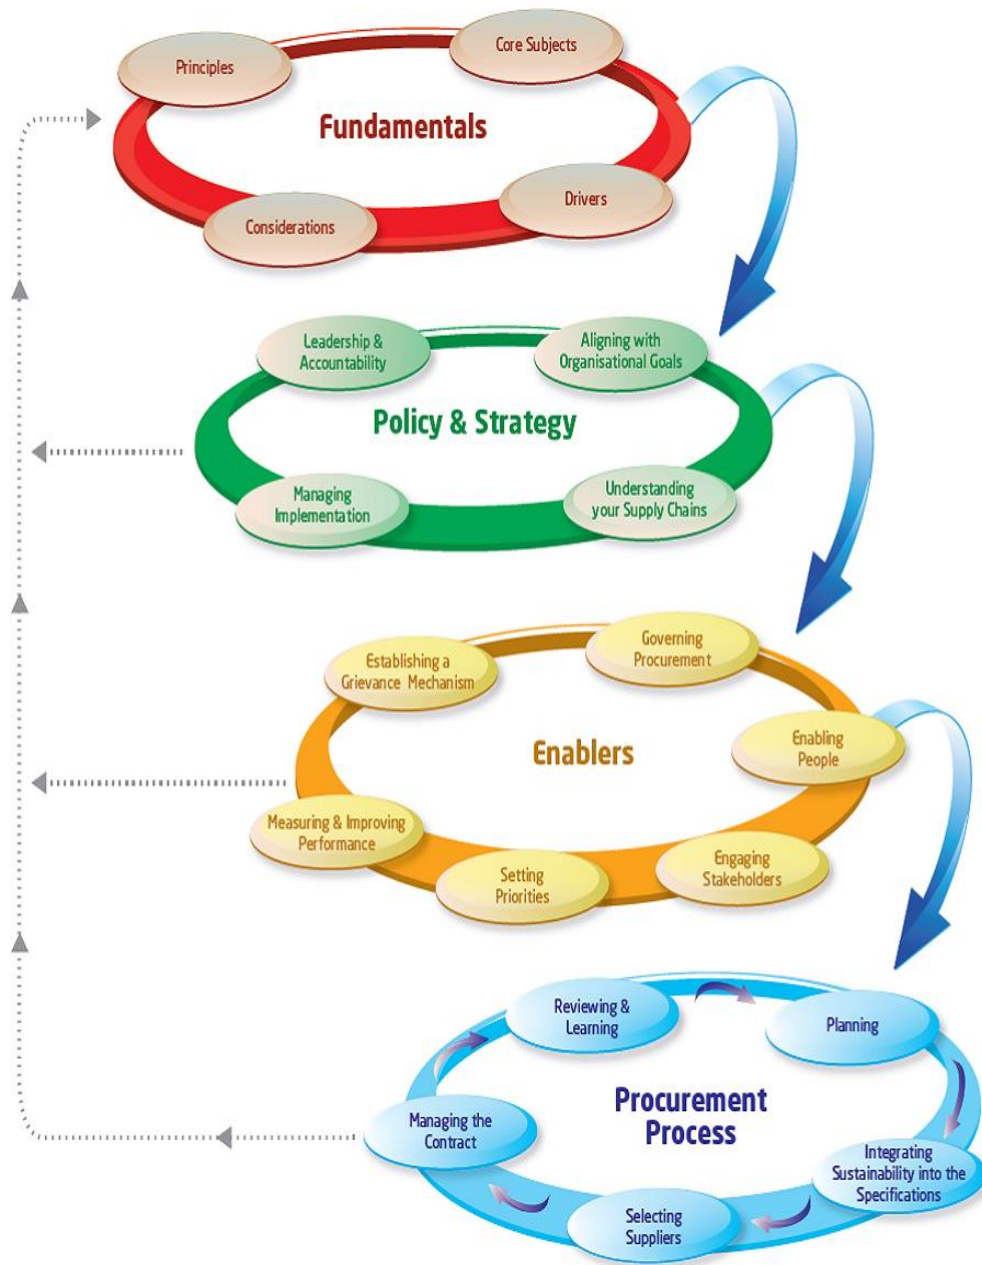 Principles
Core Subjects
Fundamentals
Considerations
Drivers
Leadership &
Accountability
Aligning with
Organisational Goals
Policy & Strategy
Managing
Implementation
Understanding
your Supply Chains
Establishing a
Grievance Mechanism
Governing
Procurement
Enablers
Enabling
People
Measuring & Improving
Performance
Setting
Priorities
Engaging
Stakeholders
Reviewing &
Learning
Planning
Procurement
Process
Managing the
Contract
Integrating
Sustainability into the
Specifications
Selecting
Suppliers